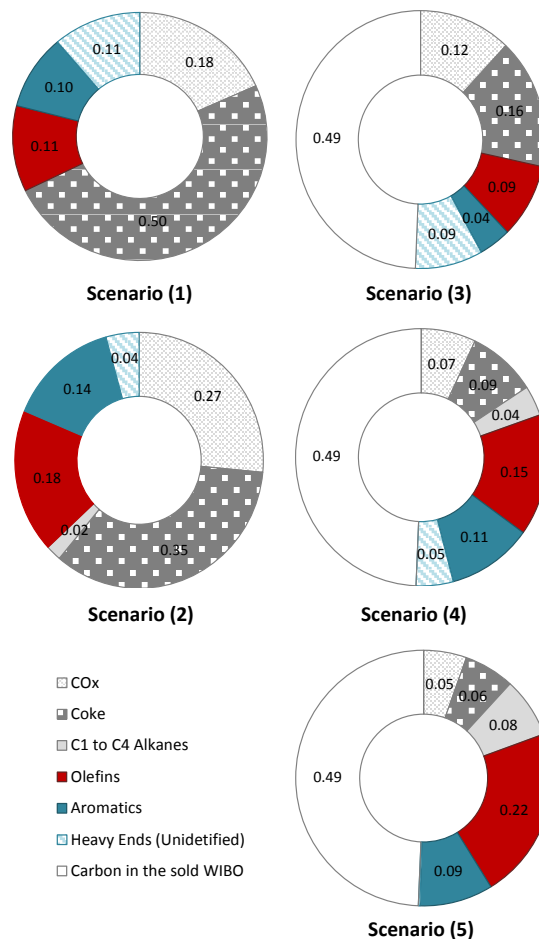 0.11
0.18
0.10
0.11
0.50
Scenario (1)
0.12
0.49
0.16
0.09
0.04
0.09
Scenario (3)
0.04
0.27
0.14
0.18
0.02
0.35
Scenario (2)
0.07
0.09
0.04
0.49
0.15
0.11
0.05
Scenario (4)
COx
Coke
C1 to C4 Alkanes
Olefins
Aromatics
Heavy Ends (Unidetified)
Carbon in the sold WIBO
0.05
0.06
0.08
0.49
0.22
0.09
Scenario (5)